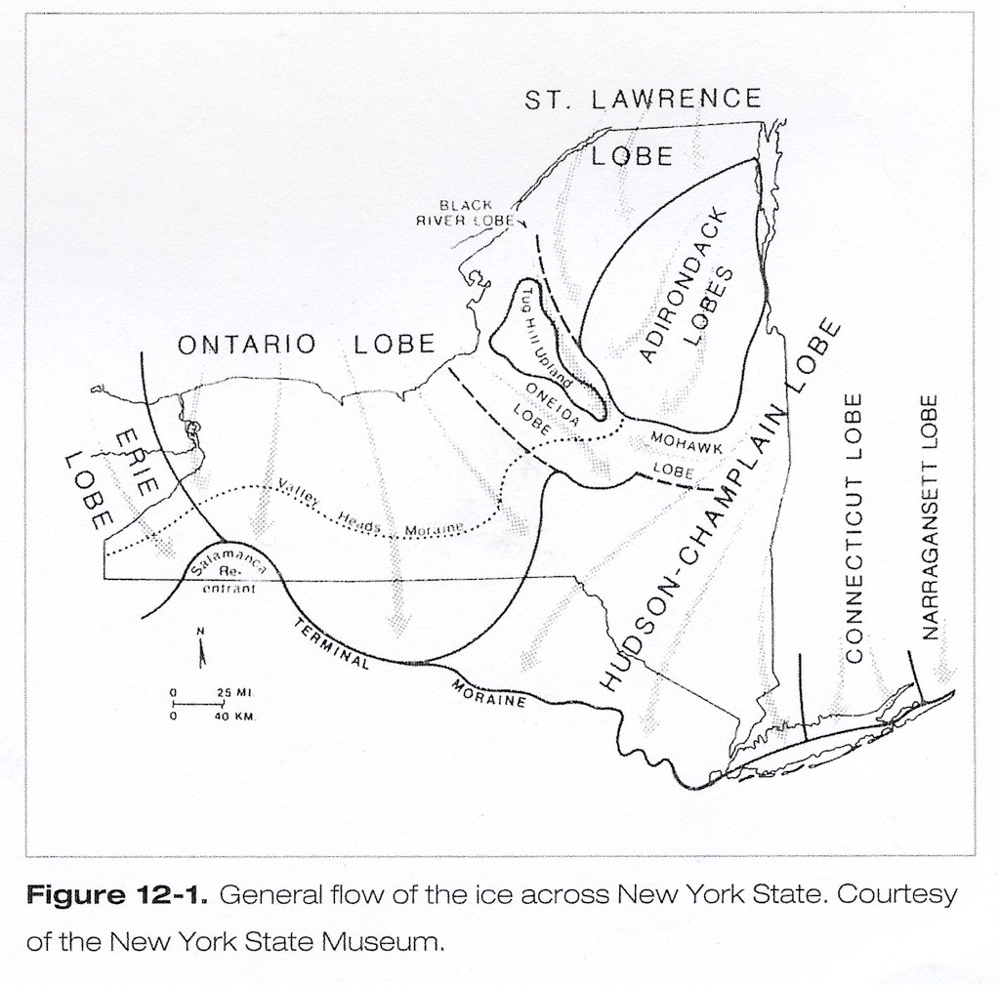 ST. LAWRENCE
LOBE
BLACK
RIVER LOBE
ADIRONDACK
LOBES
Tug Hill Upland
ONTARIO LOBE
ONEIDA
LOBE
MOHAWK
LOBE
ERIE
LOBE
HUDSON-CHAMPLAIN LOBE
CONNECTICUT LOBE
NARRAGANSETT LOBE
Valley Heads Moraine
Salamanca
Re-
entrant
TERMINAL
MORAINE
N
0 25 MI.
0 40 KM.
Figure 12-1. General flow of the ice across New York State. Courtesy
of the New York State Museum.